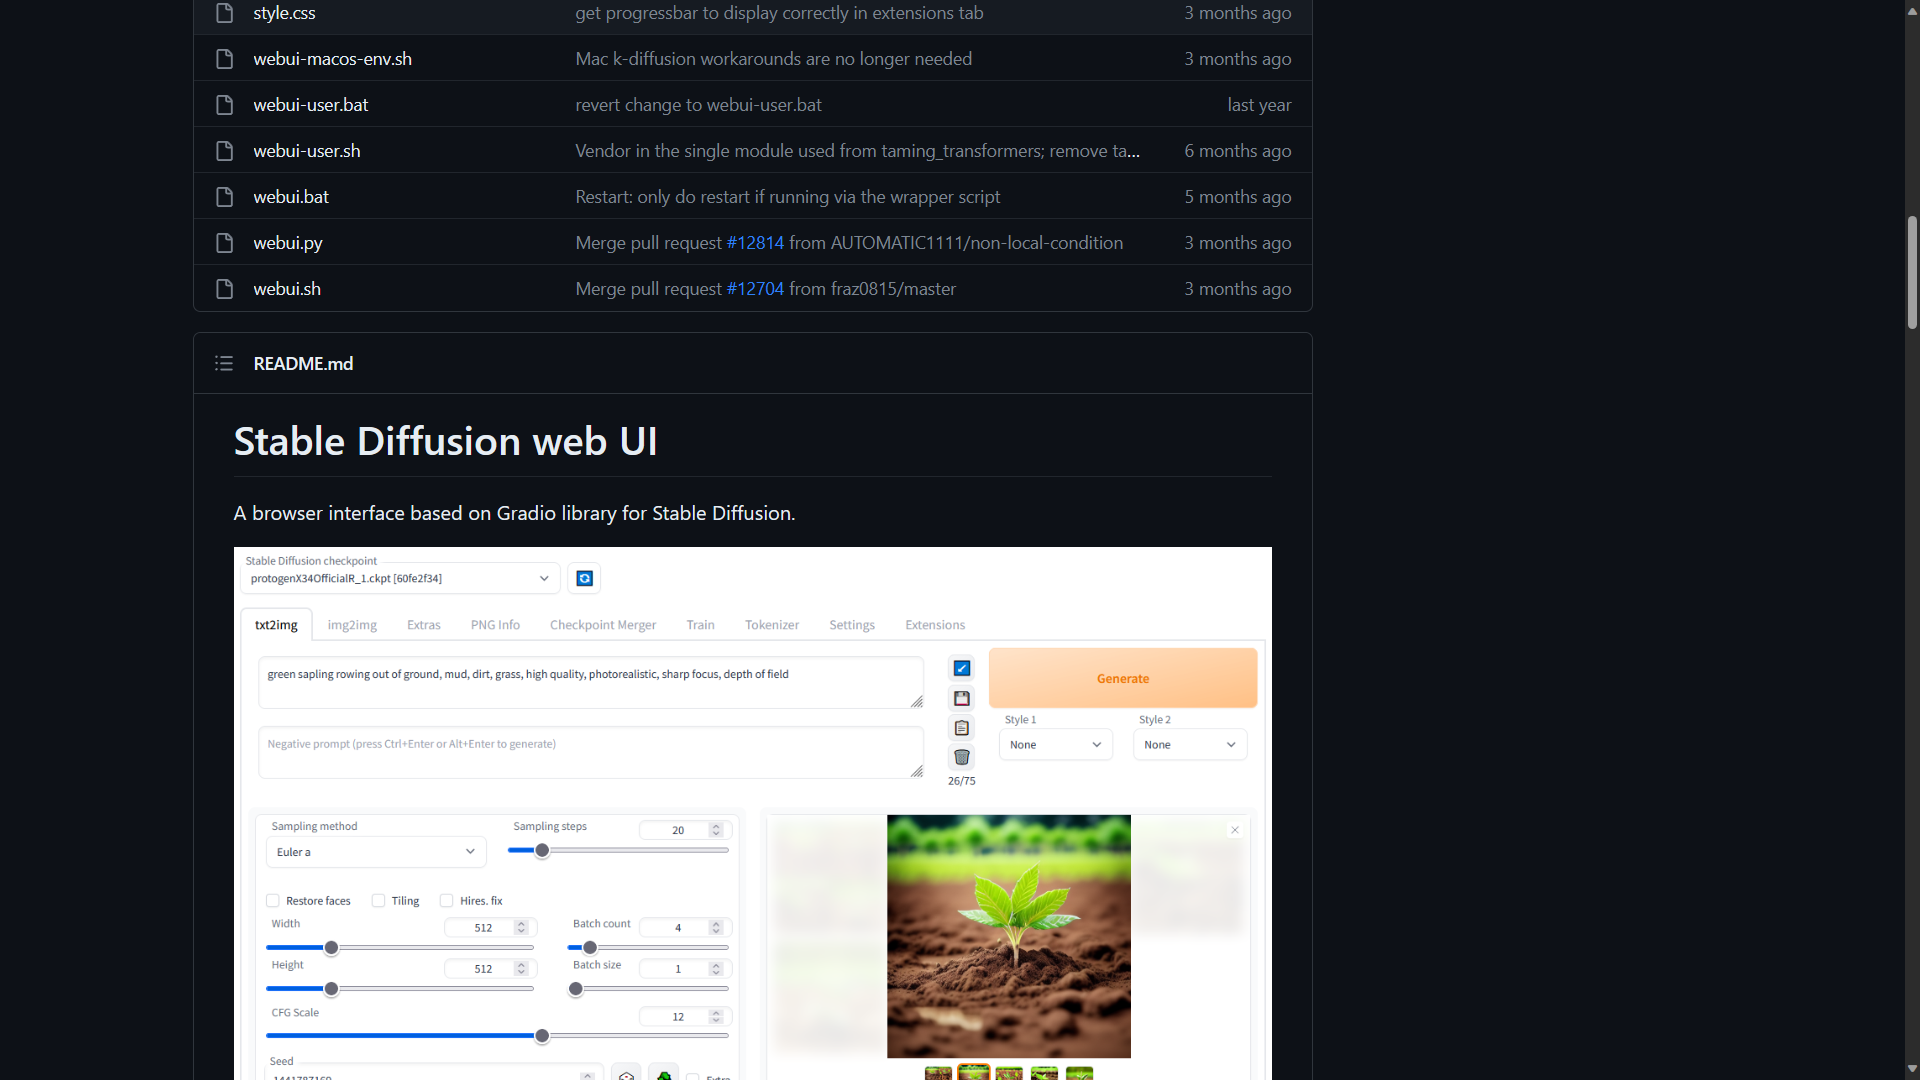 style.css get progressbar to display correctly in extensions tab 3 months ago
webui-macos-env.sh Mac k-diffusion workarounds are no longer needed 3 months ago
webui-user.bat revert change to webui-user.bat last year
webui-user.sh Vendor in the single module used from taming_transformers; remove ta... 6 months ago
webui.bat Restart: only do restart if running via the wrapper script 5 months ago
webui.py Merge pull request #12814 from AUTOMATIC1111/non-local-condition 3 months ago
webui.sh Merge pull request #12704 from fraz0815/master 3 months ago
README.md
Stable Diffusion web UI
A browser interface based on Gradio library for Stable Diffusion.
Stable Diffusion checkpoint
protogenX34OfficialR_1.ckpt [60fe2f34]
txt2img img2img Extras PNG Info Checkpoint Merger Train Tokenizer Settings Extensions
green sapling rowing out of ground, mud, dirt, grass, high quality, photorealistic, sharp focus, depth of field
Generate
Style 1 Style 2
None None
Negative prompt (press Ctrl+Enter or Alt+Enter to generate)
26/75
Sampling method Sampling steps 20
Euler a
Restore faces Tiling Hires. fix
Width 512 Batch count 4
Height 512 Batch size 1
CFG Scale 12
Seed
1441787169
Extra